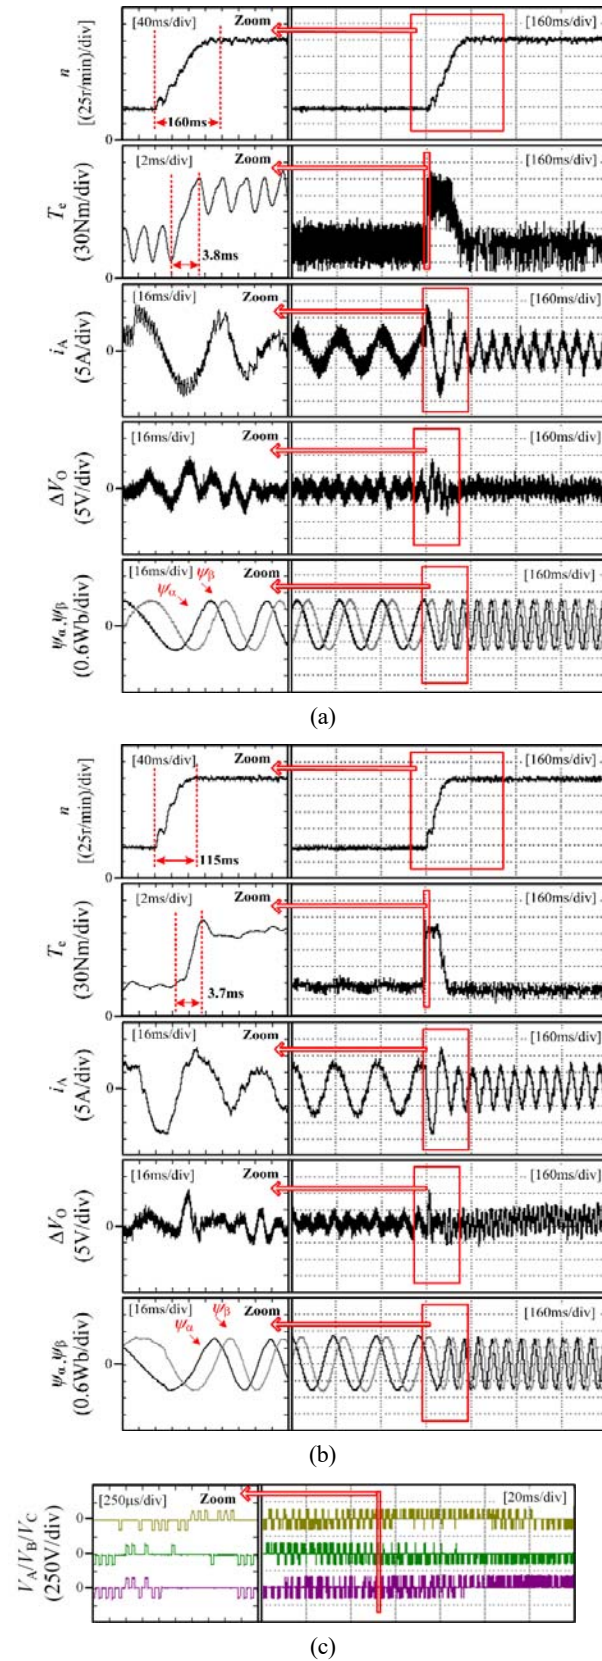 [40ms/div] Zoom [160ms/div]
n
[(25r/min)/div]
160ms
0
[2ms/div] Zoom [160ms/div]
Te
(30Nm/div)
3.8ms
0
[16ms/div] Zoom [160ms/div]
iA
(5A/div)
0
[16ms/div] Zoom [160ms/div]
ΔVO
(5V/div)
0
[16ms/div] ψα ψβ Zoom [160ms/div]
ψα,ψβ
(0.6Wb/div)
0
(a)
[40ms/div] Zoom [160ms/div]
n
[(25r/min)/div]
115ms
0
[2ms/div] Zoom [160ms/div]
Te
(30Nm/div)
3.7ms
0
[16ms/div] Zoom [160ms/div]
iA
(5A/div)
0
[16ms/div] Zoom [160ms/div]
ΔVO
(5V/div)
0
[16ms/div] ψα ψβ Zoom [160ms/div]
ψα,ψβ
(0.6Wb/div)
0
(b)
[250μs/div] Zoom [20ms/div]
VA/VB/VC
(250V/div)
0
0
0
(c)